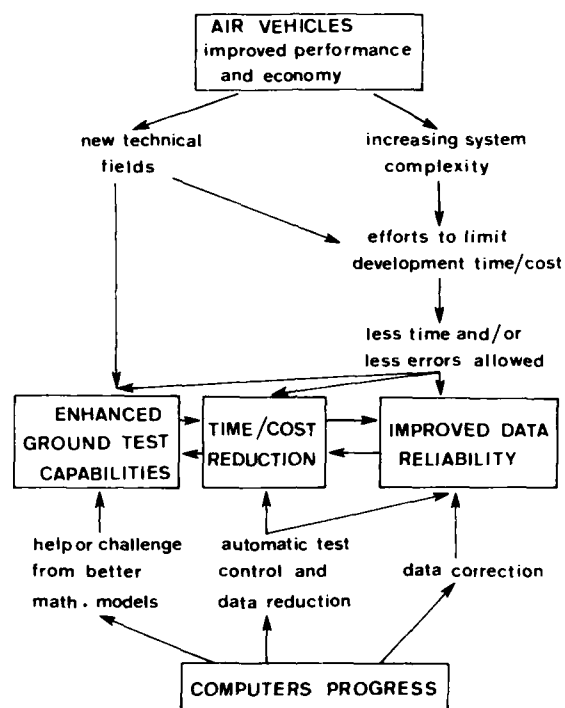 AIR VEHICLES
improved performance
and economy
new technical
fields
increasing system
complexity
efforts to limit
development time/cost
less time and/or
less errors allowed
ENHANCED
GROUND TEST
CAPABILITIES
TIME/COST
REDUCTION
IMPROVED DATA
RELIABILITY
help or challenge
from better
math. models
automatic test
control and
data reduction
data correction
COMPUTERS PROGRESS